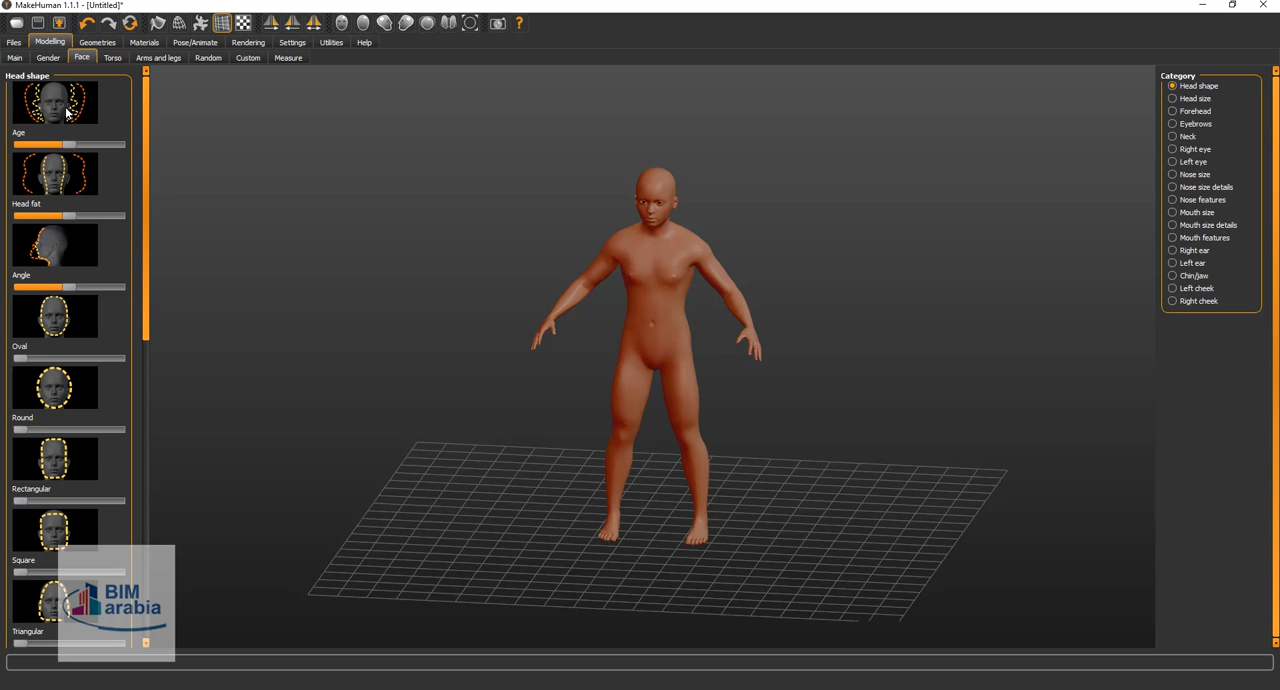 MakeHuman 1.1.1 - [Untitled]*
Files Modelling Geometries Materials Pose/Animate Rendering Settings Utilities Help
Main Gender Face Torso Arms and legs Random Custom Measure
Head shape
Age
Head fat
Angle
Oval
Round
Rectangular
Square
Triangular
BIM
arabia
Category
Head shape
Head size
Forehead
Eyebrows
Neck
Right eye
Left eye
Nose size
Nose size details
Nose features
Mouth size
Mouth size details
Mouth features
Right ear
Left ear
Chin/jaw
Left cheek
Right cheek